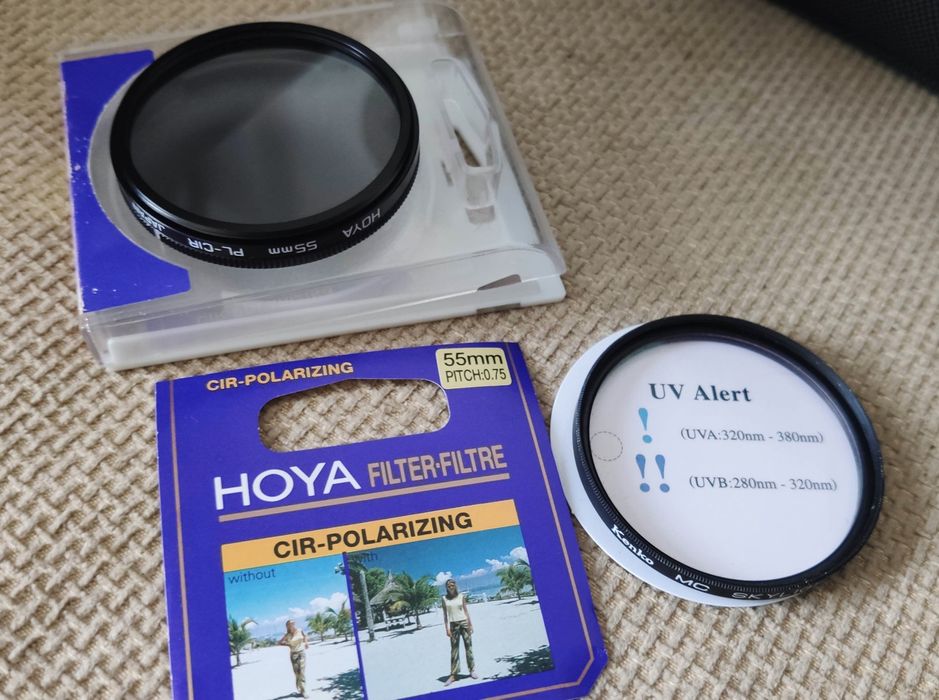 HOYA 55mm PL-CIR JAPAN
CIR-POLARIZING
55mm
PITCH:0.75
HOYA FILTER-FILTRE
CIR-POLARIZING
without
with
UV Alert
! (UVA:320nm - 380nm)
!! (UVB:280nm - 320nm)
Kenko MC